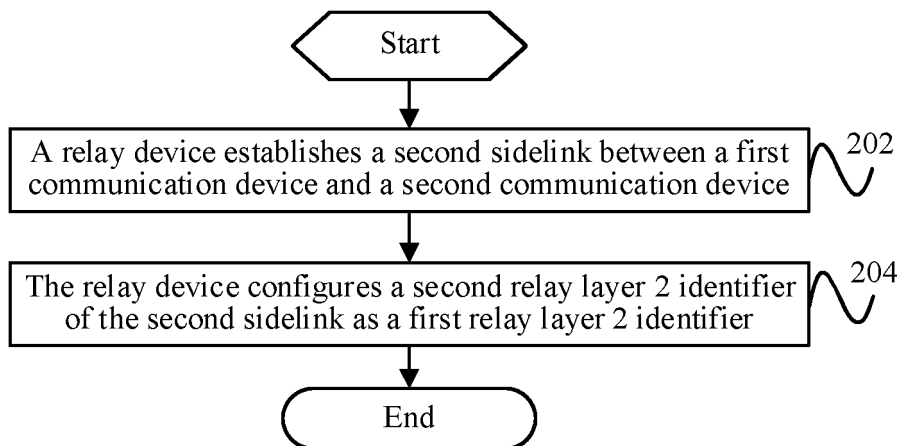 Start
A relay device establishes a second sidelink between a first
communication device and a second communication device
202
The relay device configures a second relay layer 2 identifier
of the second sidelink as a first relay layer 2 identifier
204
End